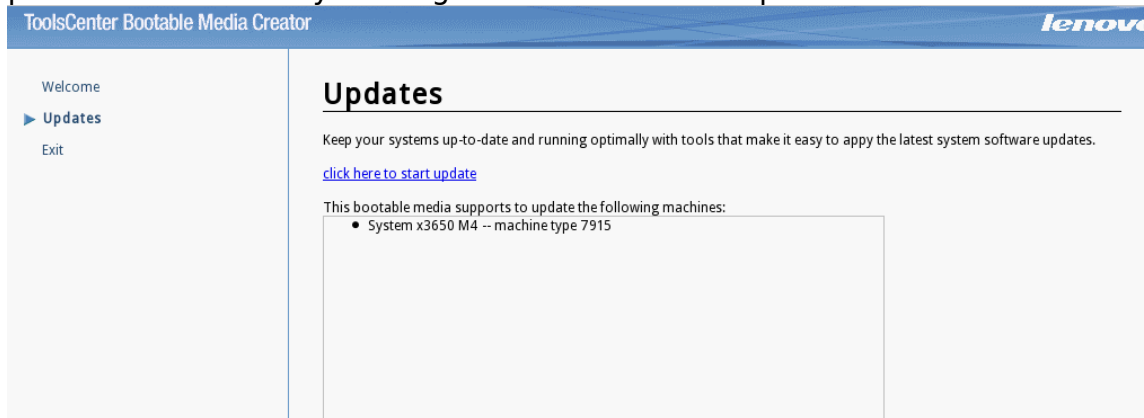 ToolsCenter Bootable Media Creator
lenovo
Welcome
Updates
Exit
Updates
Keep your systems up-to-date and running optimally with tools that make it easy to appy the latest system software updates.
click here to start update
This bootable media supports to update the following machines:
• System x3650 M4 -- machine type 7915